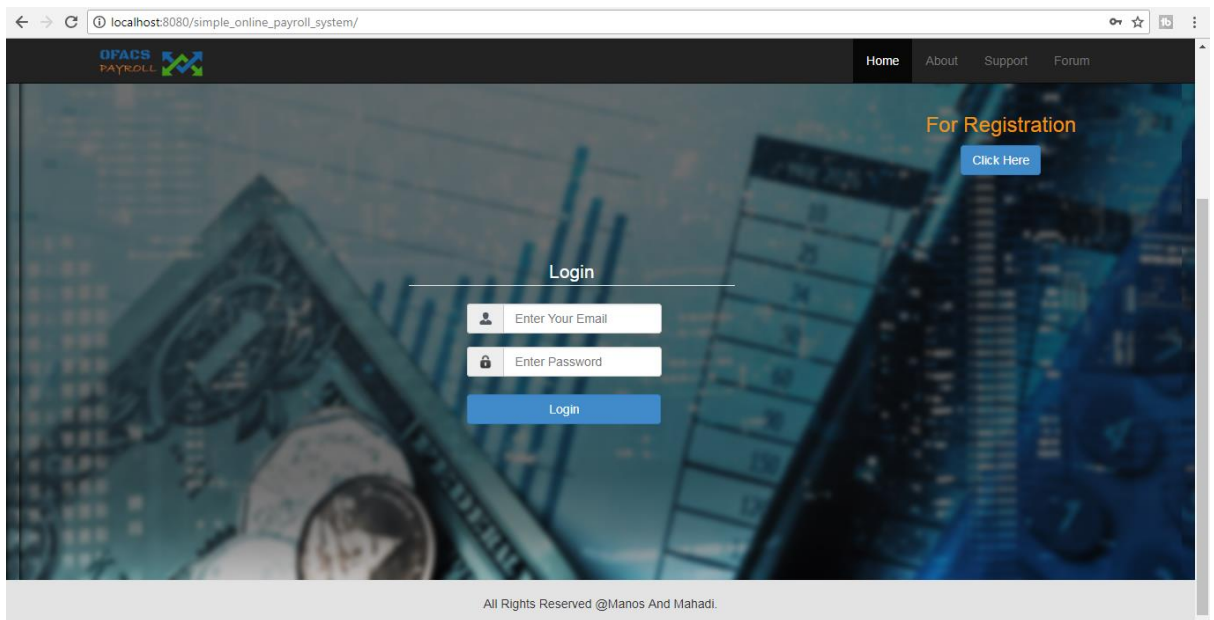 localhost:8080/simple_online_payroll_system/
OFACS
PAYROLL
Home About Support Forum
For Registration
Click Here
Login
Enter Your Email
Enter Password
Login
All Rights Reserved @Manos And Mahadi.